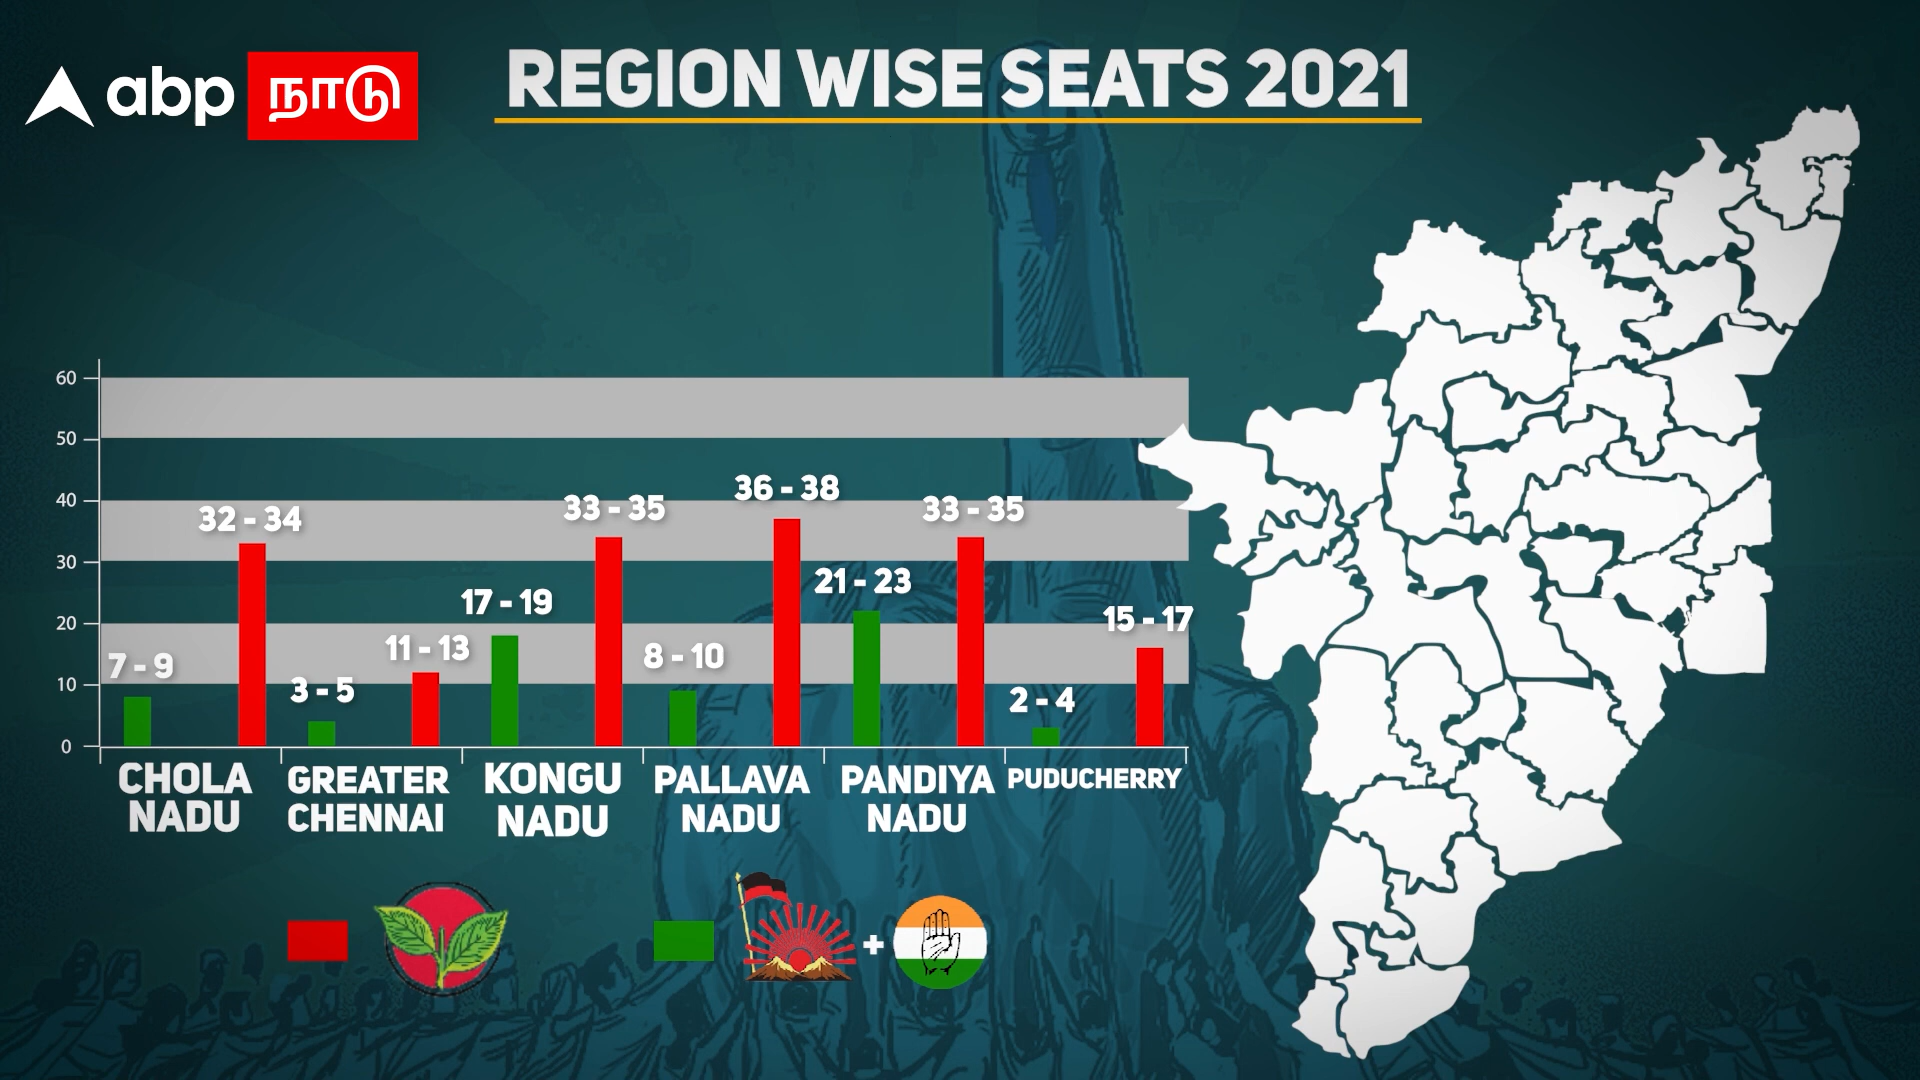 abp நாடு
REGION WISE SEATS 2021
60
50
40
30
20
10
0
7 - 9
32 - 34
3 - 5
11 - 13
17 - 19
33 - 35
8 - 10
36 - 38
21 - 23
33 - 35
2 - 4
15 - 17
CHOLA
NADU
GREATER
CHENNAI
KONGU
NADU
PALLAVA
NADU
PANDIYA
NADU
PUDUCHERRY
+